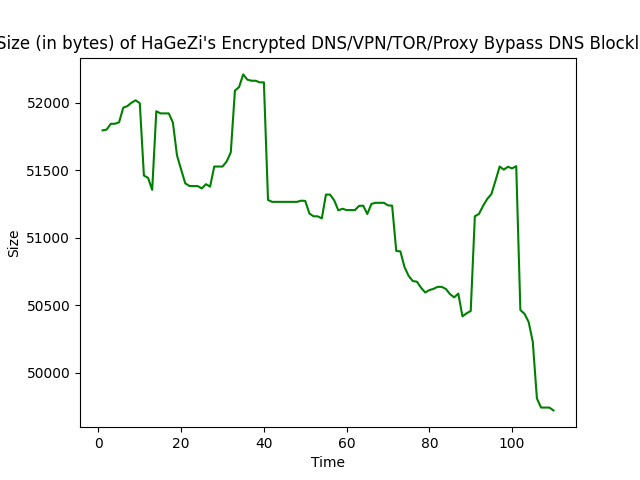 Size (in bytes) of HaGeZi's Encrypted DNS/VPN/TOR/Proxy Bypass DNS Blockl
52000
51500
51000
50500
50000
Size
0 20 40 60 80 100
Time